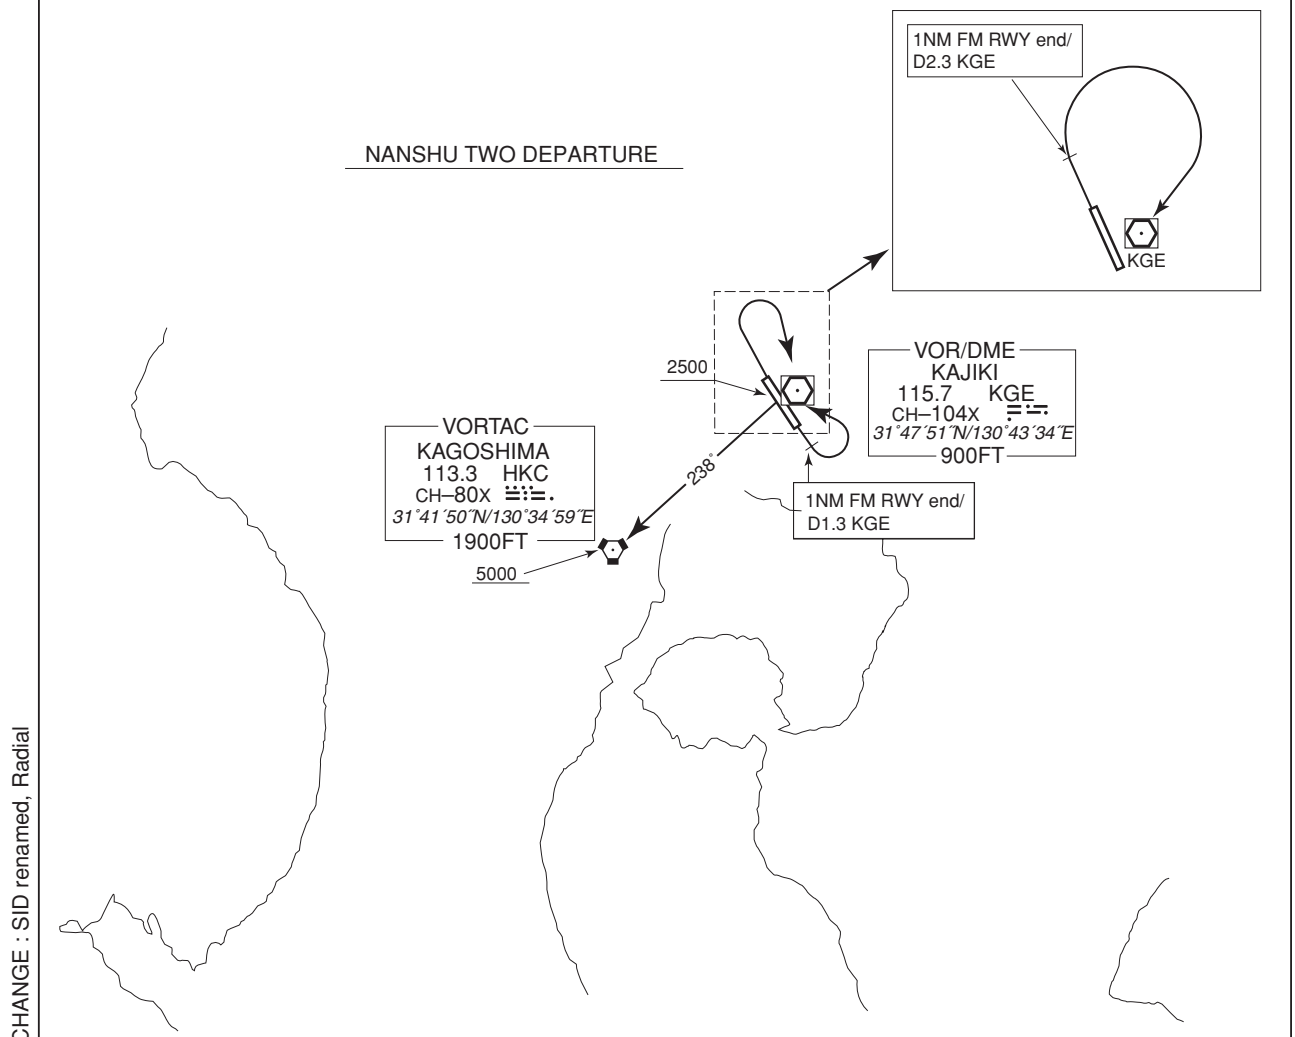 1NM FM RWY end/
D2.3 KGE
KGE
NANSHU TWO DEPARTURE
2500
VOR/DME
KAJIKI
115.7 KGE
CH–104X
31°47´51˝N/130°43´34˝E
900FT
VORTAC
KAGOSHIMA
113.3 HKC
CH–80X
31°41´50˝N/130°34´59˝E
1900FT
238°
1NM FM RWY end/
D1.3 KGE
5000
CHANGE : SID renamed, Radial